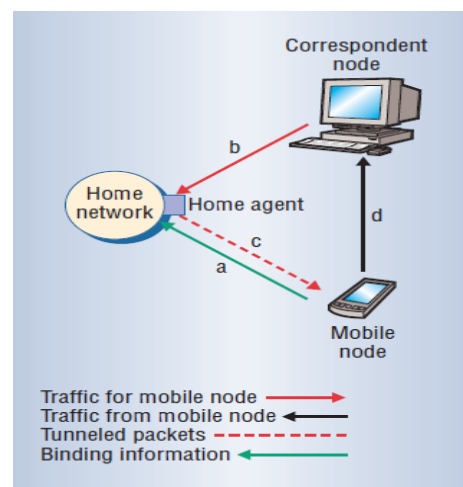 Correspondent
node
b
Home
network
Home agent
d
c
a
Mobile
node
Traffic for mobile node
Traffic from mobile node
Tunneled packets
Binding information